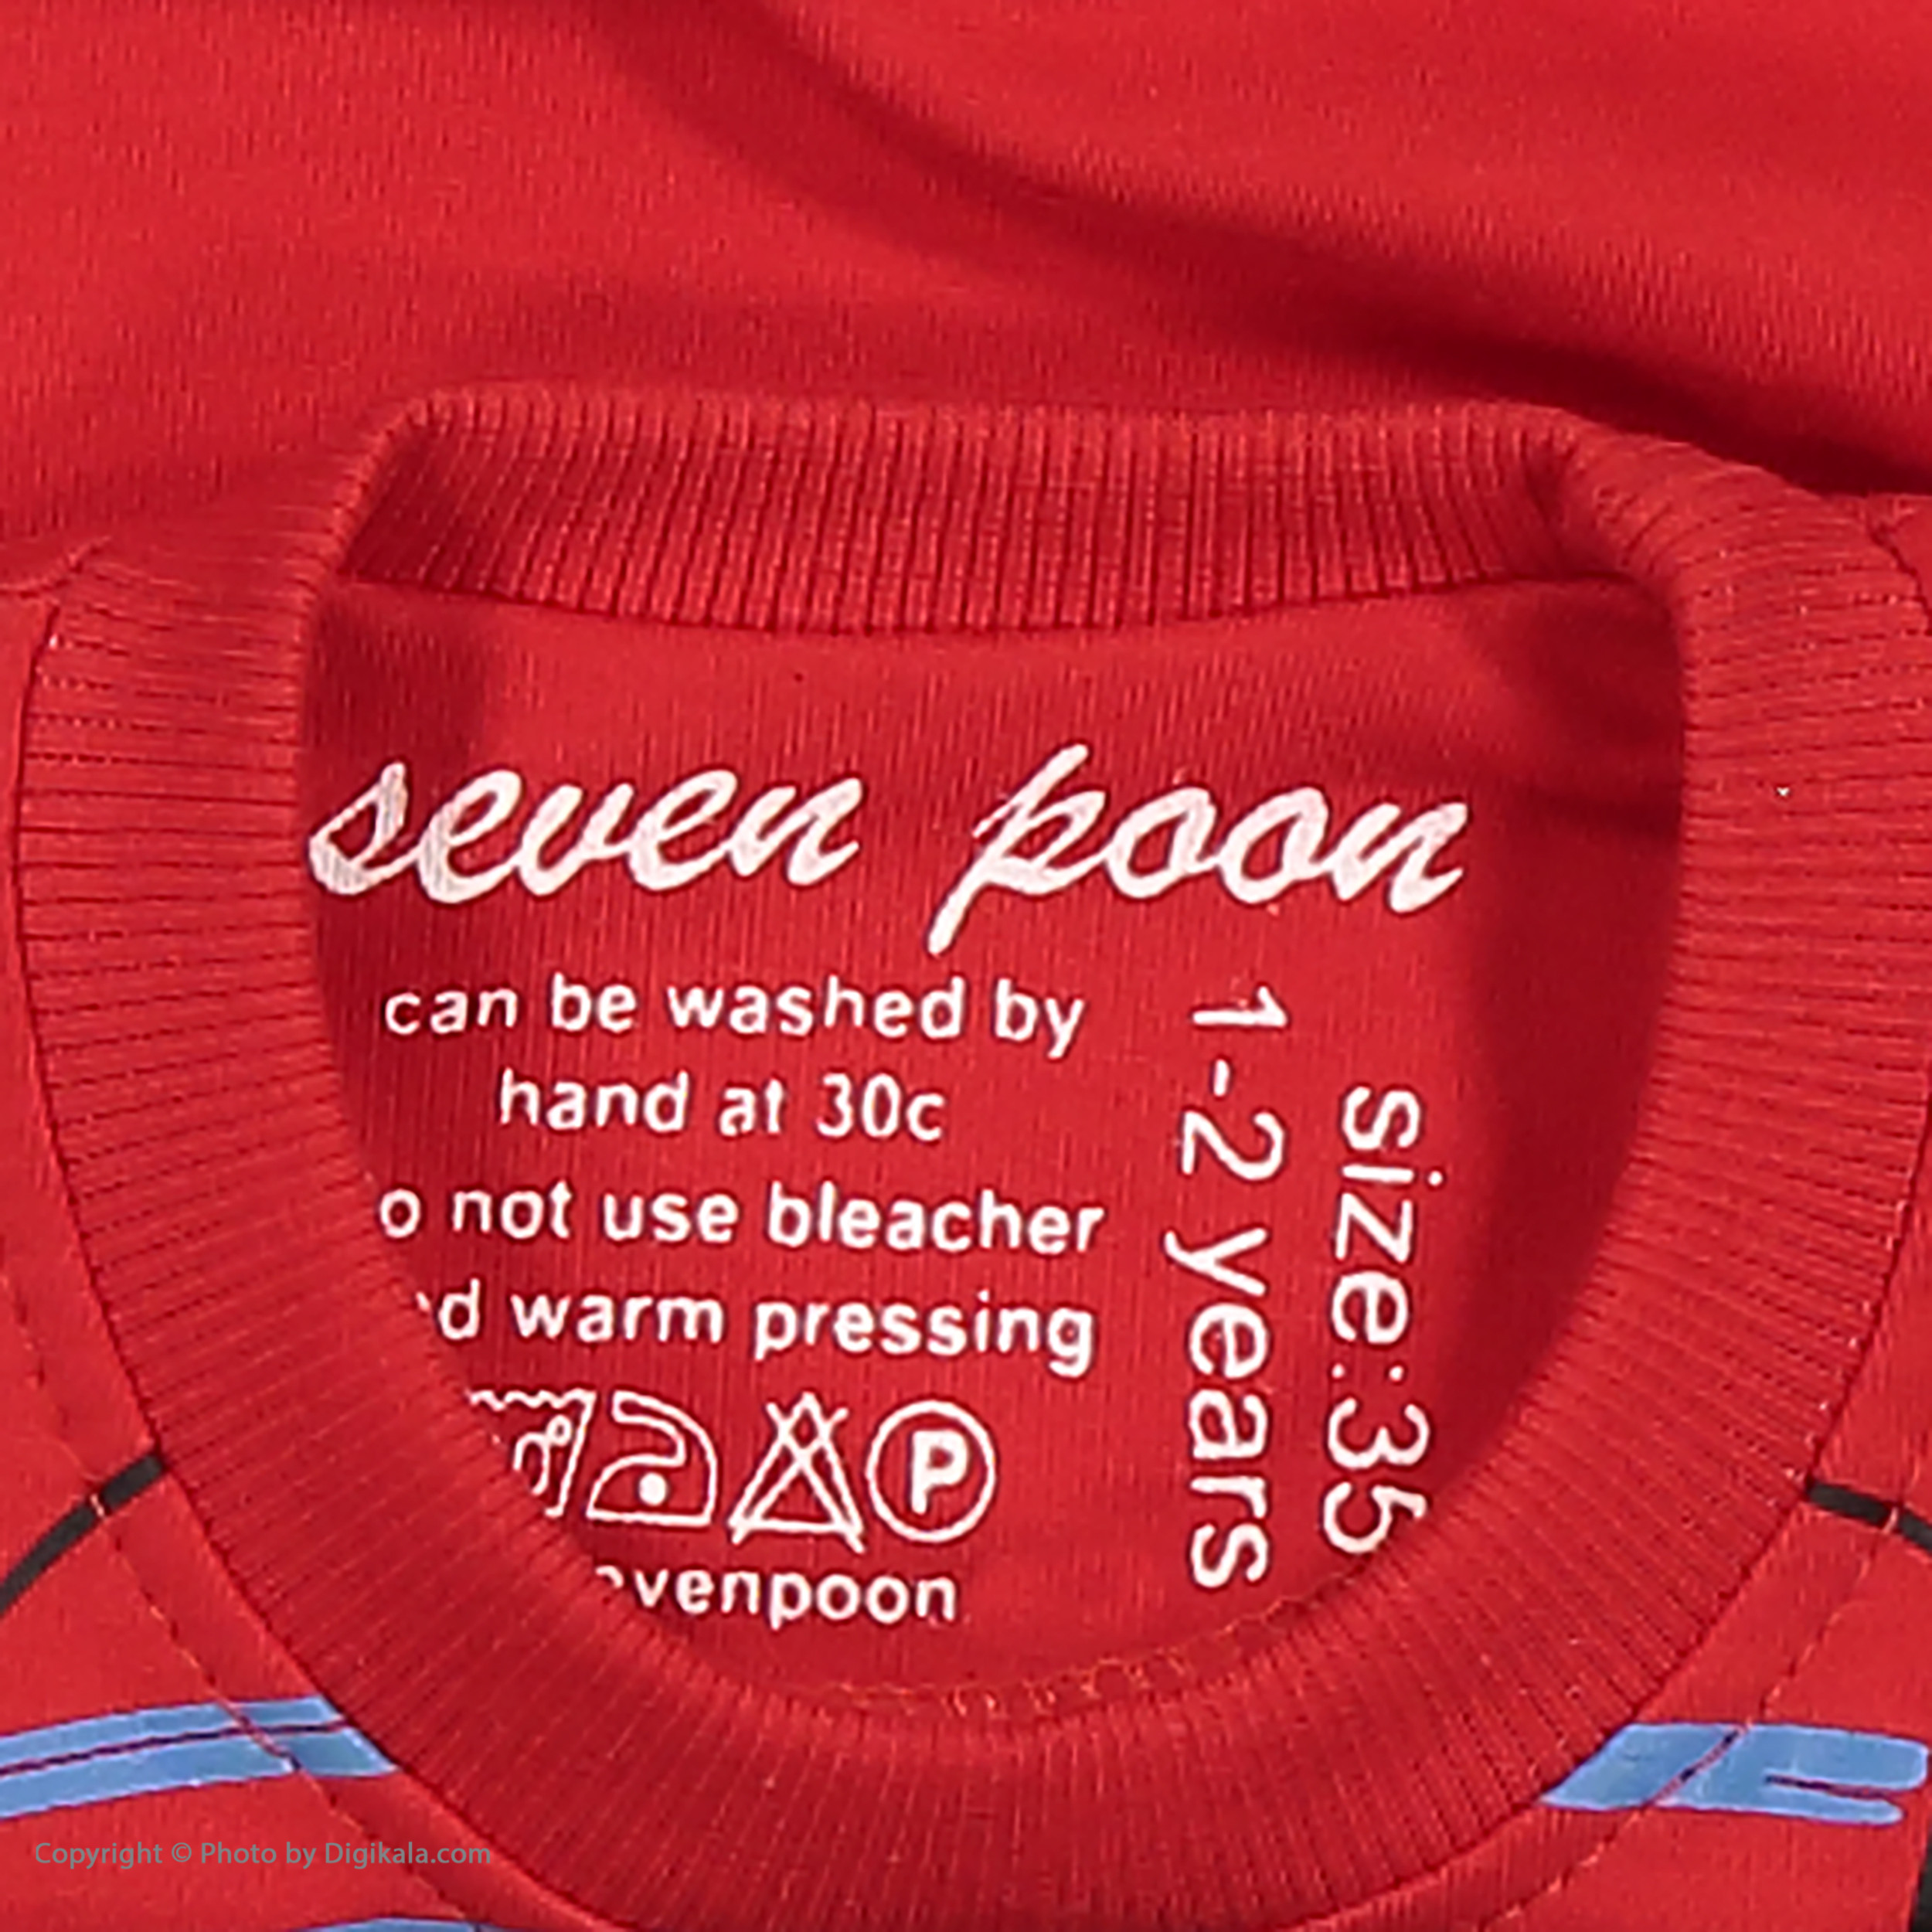 seven poon
can be washed by
hand at 30c
o not use bleacher
d warm pressing
P
venpoon
1-2 years
size:35
Copyright © Photo by Digikala.com